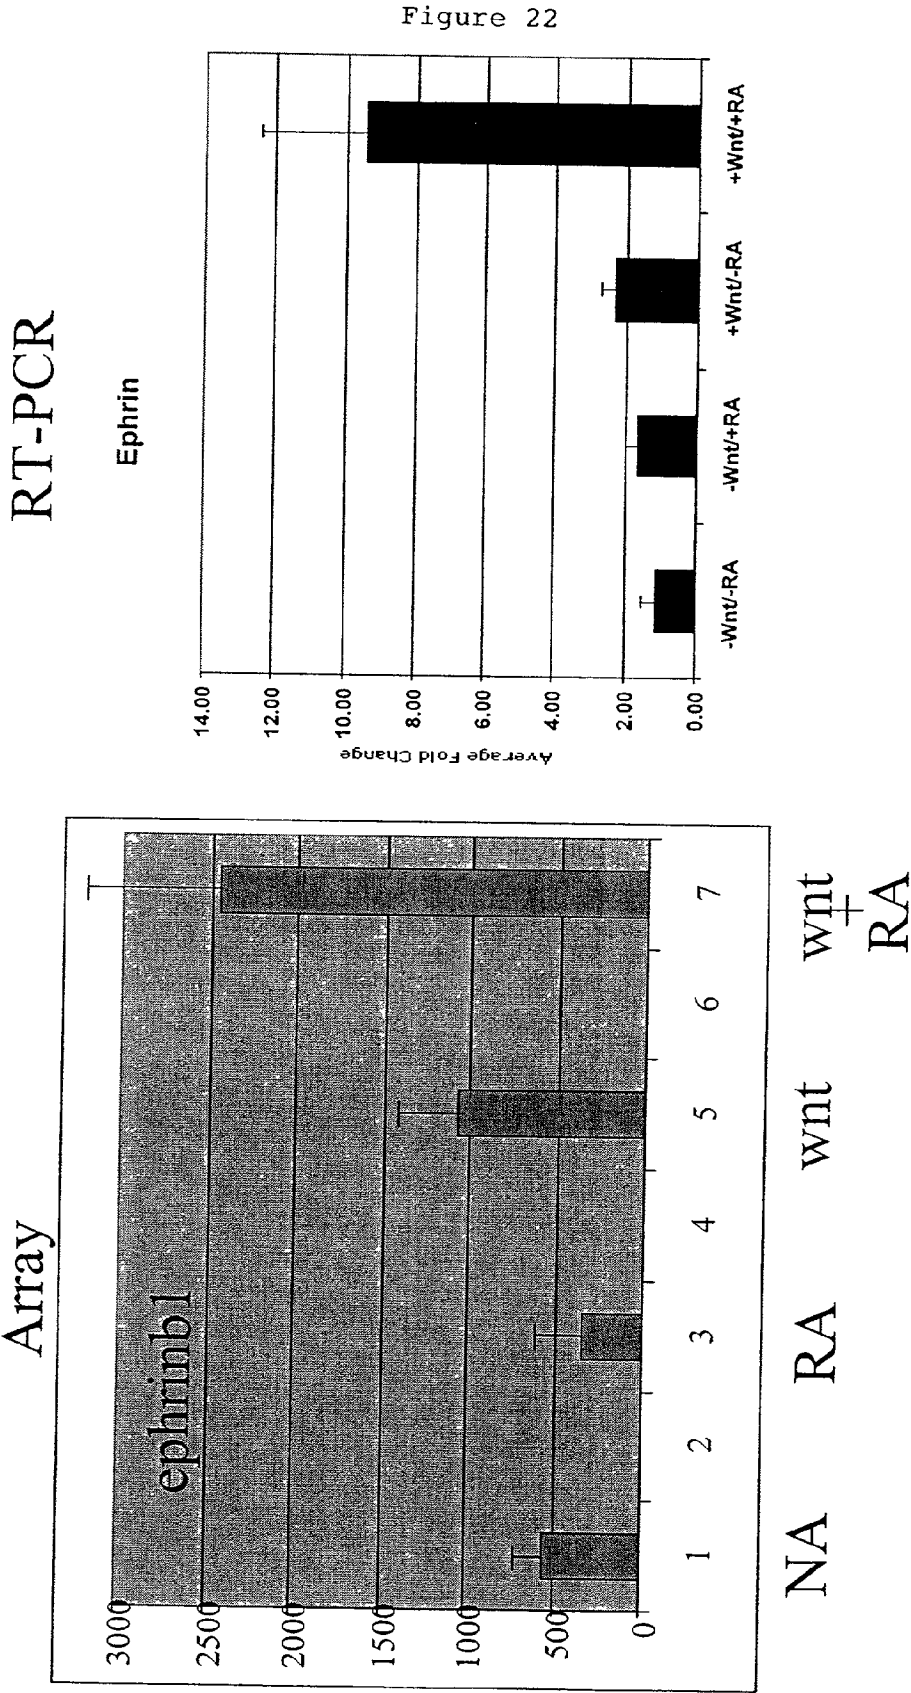 Figure 22
Array
ephrinb1
3000
2500
2000
1500
1000
500
0
1 2 3 4 5 6 7
NA RA wnt wnt
+
RA
RT-PCR
Ephrin
Average Fold Change
14.00
12.00
10.00
8.00
6.00
4.00
2.00
0.00
-Wnt/-RA -Wnt/+RA +Wnt/-RA +Wnt/+RA